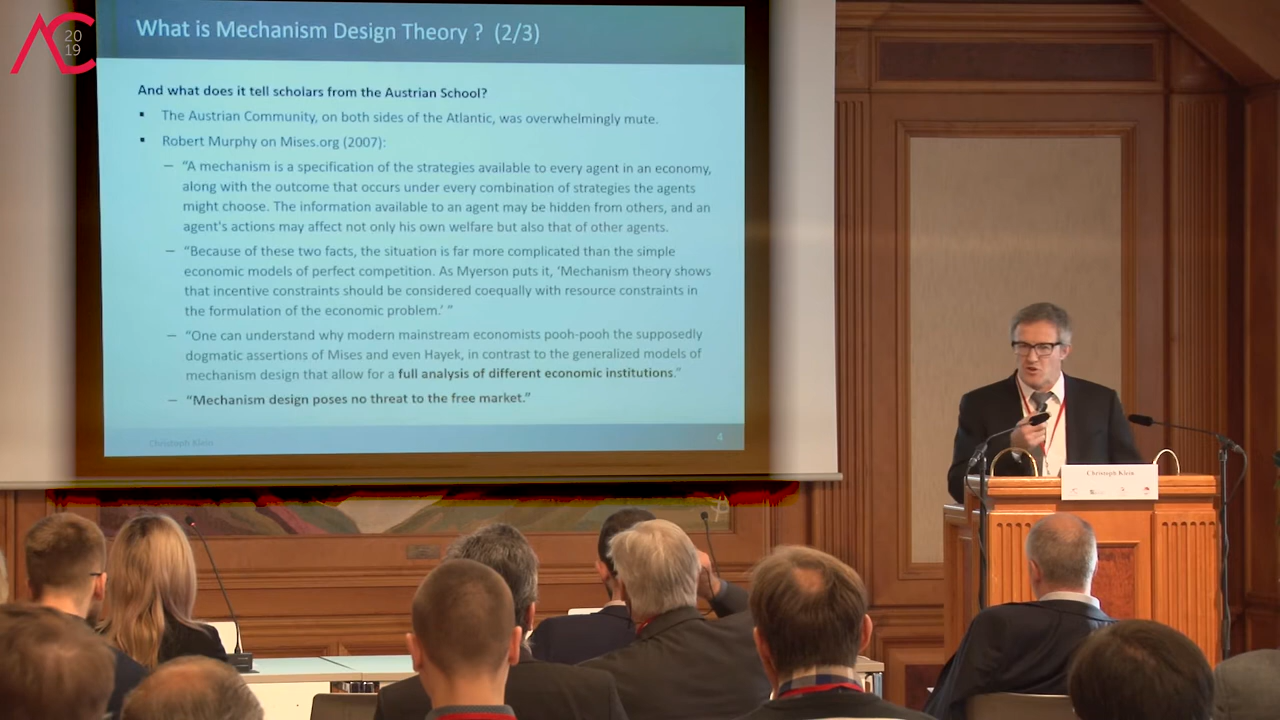 AC
20
19
What is Mechanism Design Theory ? (2/3)
And what does it tell scholars from the Austrian School?
▪ The Austrian Community, on both sides of the Atlantic, was overwhelmingly mute.
▪ Robert Murphy on Mises.org (2007):
– “A mechanism is a specification of the strategies available to every agent in an economy,
along with the outcome that occurs under every combination of strategies the agents
might choose. The information available to an agent may be hidden from others, and an
agent's actions may affect not only his own welfare but also that of other agents.
– “Because of these two facts, the situation is far more complicated than the simple
economic models of perfect competition. As Myerson puts it, ‘Mechanism theory shows
that incentive constraints should be considered coequally with resource constraints in
the formulation of the economic problem.’ “
– “One can understand why modern mainstream economists pooh-pooh the supposedly
dogmatic assertions of Mises and even Hayek, in contrast to the generalized models of
mechanism design that allow for a full analysis of different economic institutions.”
– “Mechanism design poses no threat to the free market.”
Christoph Klein
4
Christoph Klein